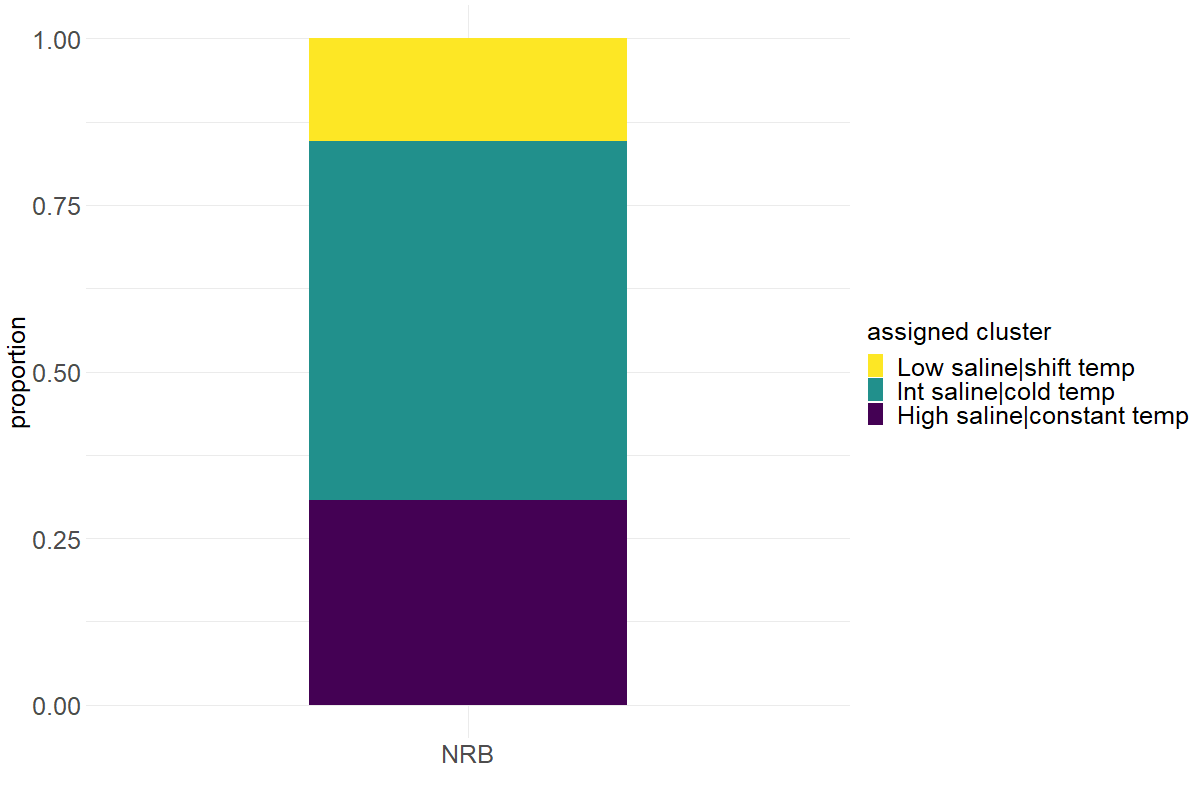 1.00
0.75
0.50
0.25
0.00
proportion
NRB
assigned cluster
Low saline|shift temp
Int saline|cold temp
High saline|constant temp